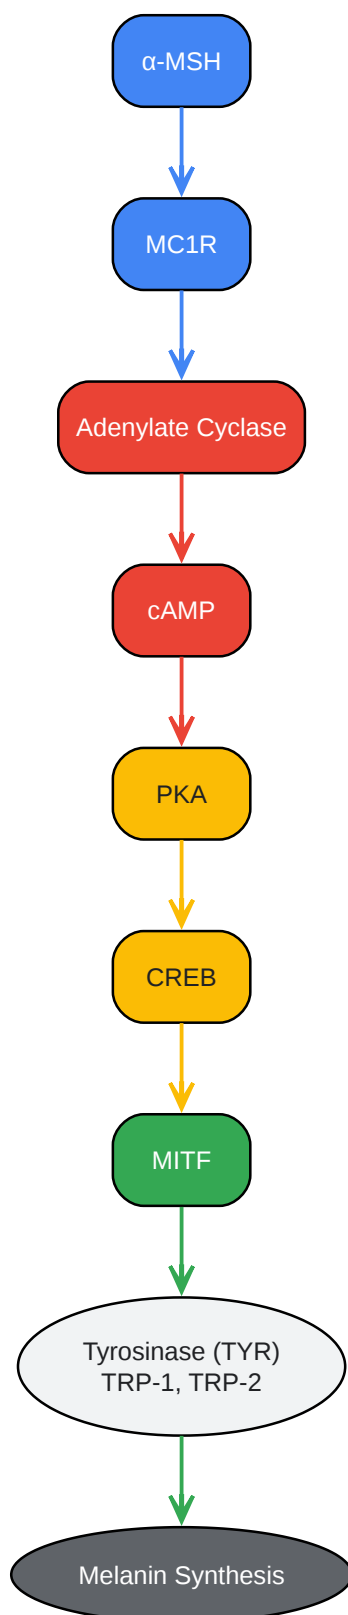 α-MSH
MC1R
Adenylate Cyclase
cAMP
PKA
CREB
MITF
Tyrosinase (TYR)
TRP-1, TRP-2
Melanin Synthesis